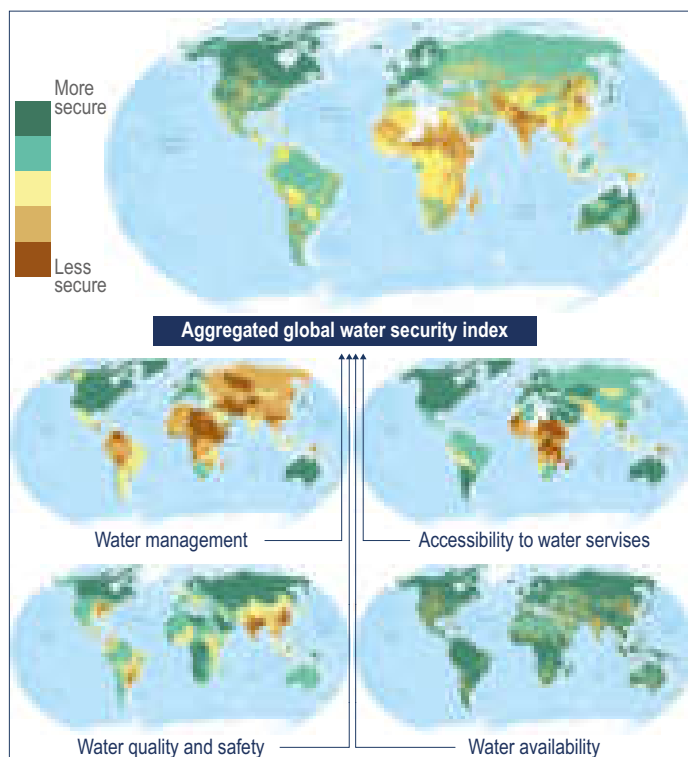 More
secure
Less
secure
Aggregated global water security index
Water management
Accessibility to water servises
Water quality and safety
Water availability